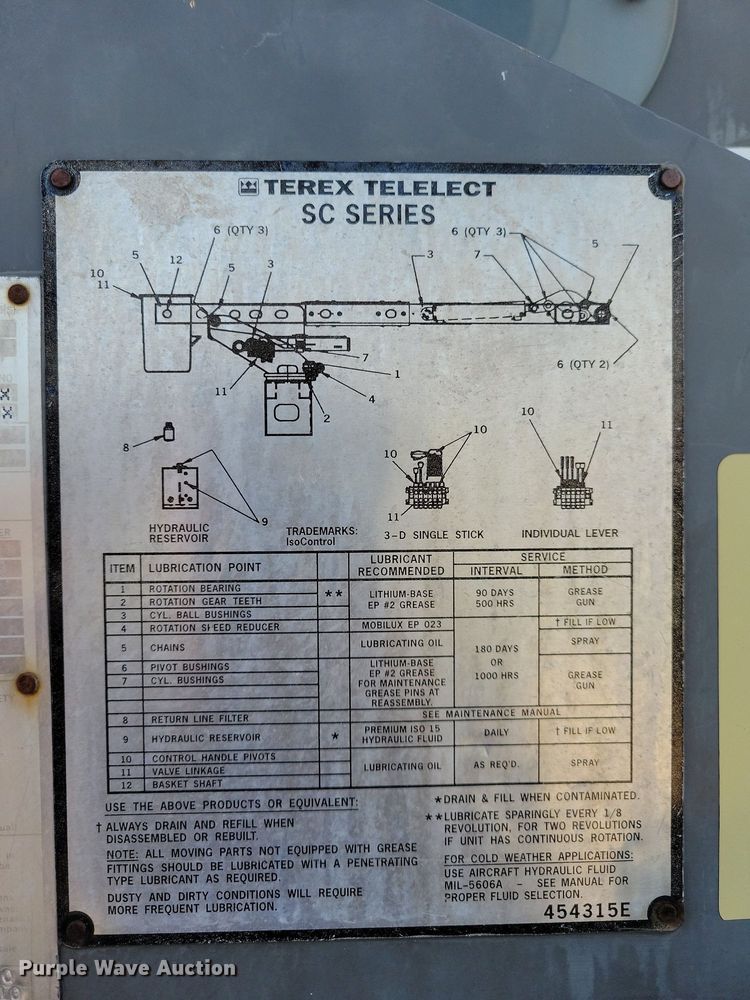 TEREX TELELECT
SC SERIES
6 (QTY 3)
6 (QTY 3)
5
12
5
3
3
7
5
10
11
7
1
11
4
2
6 (QTY 2)
8
9
10
10
11
10
11
HYDRAULIC
RESERVOIR
TRADEMARKS:
IsoControl
3-D SINGLE STICK
INDIVIDUAL LEVER
ITEM LUBRICATION POINT LUBRICANT RECOMMENDED SERVICE
INTERVAL METHOD
1 ROTATION BEARING ** LITHIUM-BASE 90 DAYS GREASE
2 ROTATION GEAR TEETH EP #2 GREASE 500 HRS GUN
3 CYL. BALL BUSHINGS
4 ROTATION SPEED REDUCER MOBILUX EP 023 † FILL IF LOW
5 CHAINS LUBRICATING OIL 180 DAYS SPRAY
6 PIVOT BUSHINGS LITHIUM-BASE OR
7 CYL. BUSHINGS EP #2 GREASE 1000 HRS GREASE
FOR MAINTENANCE GUN
GREASE PINS AT
REASSEMBLY.
8 RETURN LINE FILTER SEE MAINTENANCE MANUAL
9 HYDRAULIC RESERVOIR * PREMIUM ISO 15 DAILY † FILL IF LOW
HYDRAULIC FLUID
10 CONTROL HANDLE PIVOTS
11 VALVE LINKAGE LUBRICATING OIL AS REQ'D. SPRAY
12 BASKET SHAFT
USE THE ABOVE PRODUCTS OR EQUIVALENT:
† ALWAYS DRAIN AND REFILL WHEN
DISASSEMBLED OR REBUILT.
NOTE: ALL MOVING PARTS NOT EQUIPPED WITH GREASE
FITTINGS SHOULD BE LUBRICATED WITH A PENETRATING
TYPE LUBRICANT AS REQUIRED.
DUSTY AND DIRTY CONDITIONS WILL REQUIRE
MORE FREQUENT LUBRICATION.
*DRAIN & FILL WHEN CONTAMINATED.
**LUBRICATE SPARINGLY EVERY 1/8
REVOLUTION, FOR TWO REVOLUTIONS
IF UNIT HAS CONTINUOUS ROTATION.
FOR COLD WEATHER APPLICATIONS:
USE AIRCRAFT HYDRAULIC FLUID
MIL-5606A - SEE MANUAL FOR
PROPER FLUID SELECTION.
454315E
Purple Wave Auction